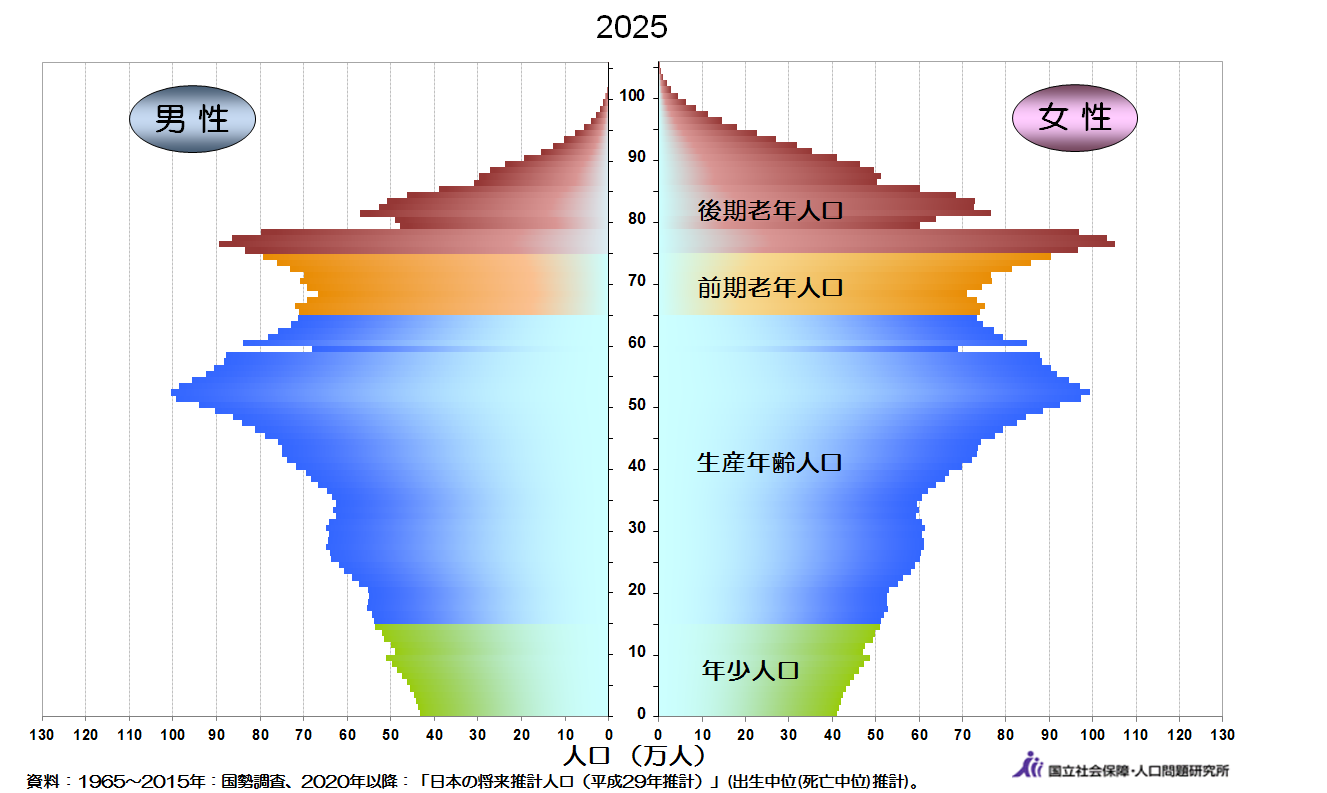 2025
男性
女性
100
90
80
70
60
50
40
30
20
10
0
後期老年人口
前期老年人口
生産年齢人口
年少人口
130 120 110 100 90 80 70 60 50 40 30 20 10 0
0 10 20 30 40 50 60 70 80 90 100 110 120 130
人口 （万人）
資料：1965～2015年：国勢調査、2020年以降：「日本の将来推計人口（平成29年推計）」(出生中位(死亡中位)推計)。
国立社会保障・人口問題研究所